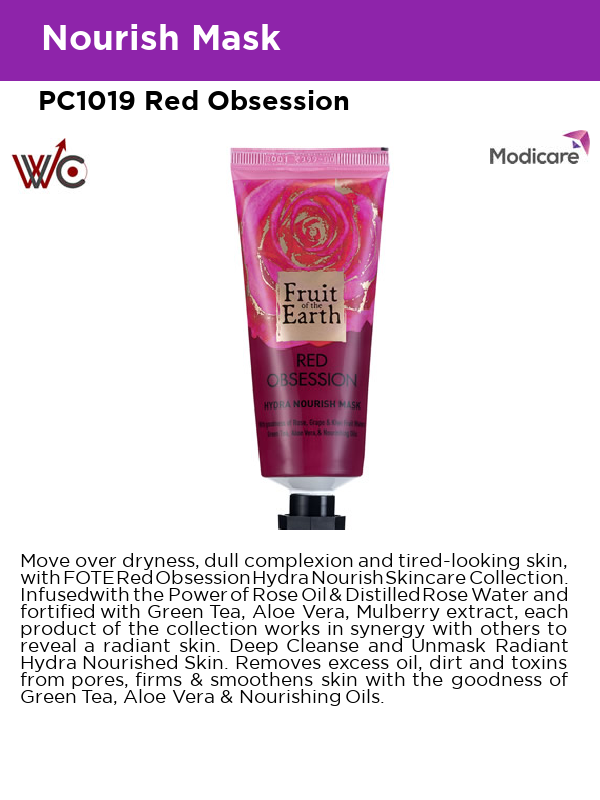 Nourish Mask
PC1019 Red Obsession
WC
Modicare
Fruit
of the
Earth
RED
OBSESSION
HYDRA NOURISH MASK
Move over dryness, dull complexion and tired-looking skin,
with FOTE Red Obsession Hydra Nourish Skincare Collection.
Infusedwith the Power of Rose Oil & Distilled Rose Water and
fortified with Green Tea, Aloe Vera, Mulberry extract, each
product of the collection works in synergy with others to
reveal a radiant skin. Deep Cleanse and Unmask Radiant
Hydra Nourished Skin. Removes excess oil, dirt and toxins
from pores, firms & smoothens skin with the goodness of
Green Tea, Aloe Vera & Nourishing Oils.